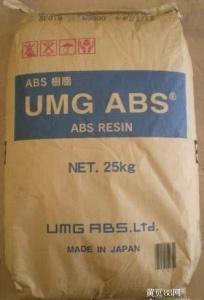 ABS 樹脂
UMG ABS®
ABS RESIN
NET. 25kg
UMG ABS, Ltd.
MADE IN JAPAN